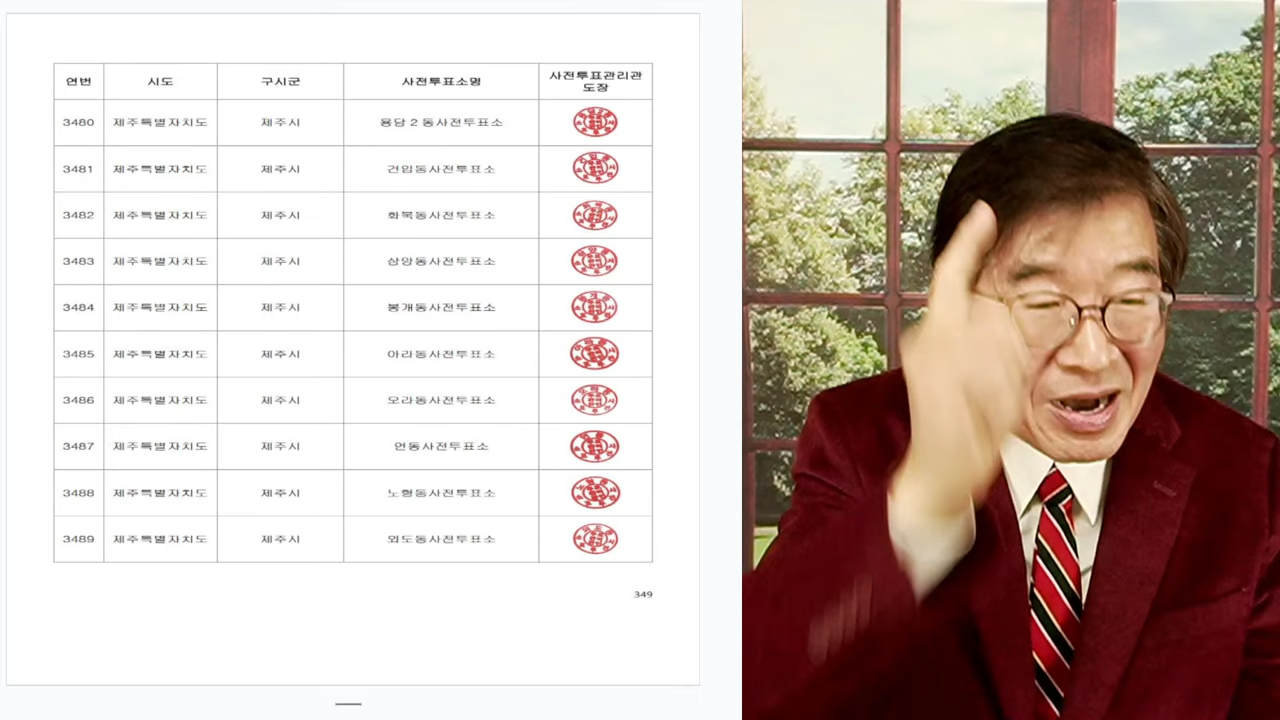 연번 시도 구시군 사전투표소명 사전투표관리관
도장
3480 제주특별자치도 제주시 용담 2 동사전투표소
3481 제주특별자치도 제주시 건입동사전투표소
3482 제주특별자치도 제주시 화북동사전투표소
3483 제주특별자치도 제주시 삼양동사전투표소
3484 제주특별자치도 제주시 봉개동사전투표소
3485 제주특별자치도 제주시 아라동사전투표소
3486 제주특별자치도 제주시 오라동사전투표소
3487 제주특별자치도 제주시 연동사전투표소
3488 제주특별자치도 제주시 노형동사전투표소
3489 제주특별자치도 제주시 외도동사전투표소
349